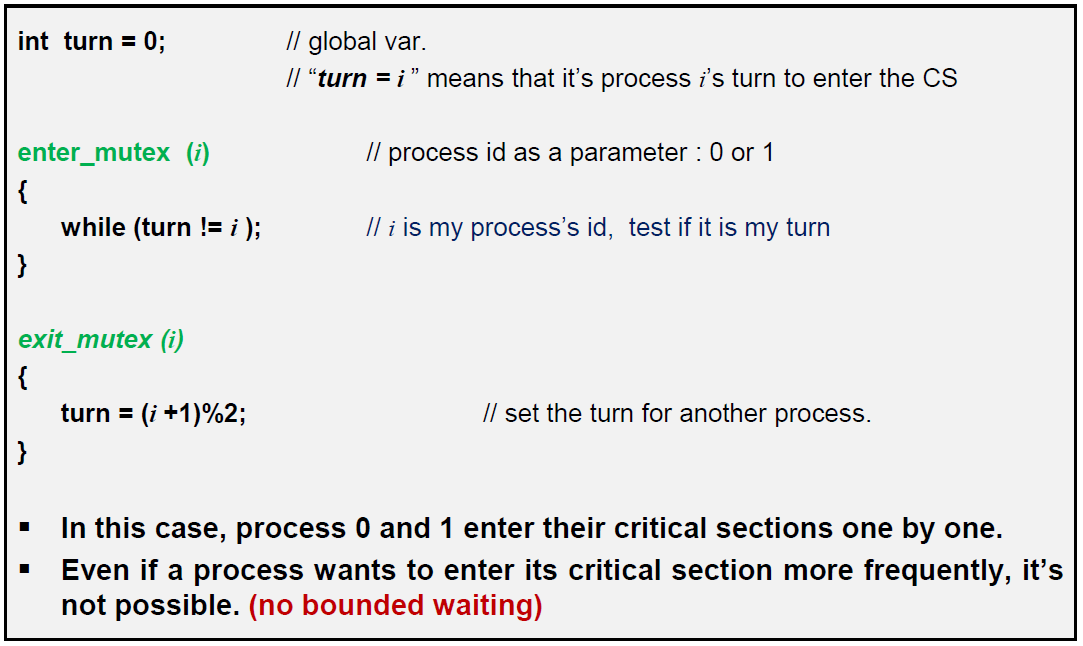 int turn = 0; // global var.
// “turn = i ” means that it’s process i’s turn to enter the CS
enter_mutex (i) // process id as a parameter : 0 or 1
{
while (turn != i ); // i is my process’s id, test if it is my turn
}
exit_mutex (i)
{
turn = (i +1)%2; // set the turn for another process.
}
▪ In this case, process 0 and 1 enter their critical sections one by one.
▪ Even if a process wants to enter its critical section more frequently, it’s
not possible. (no bounded waiting)